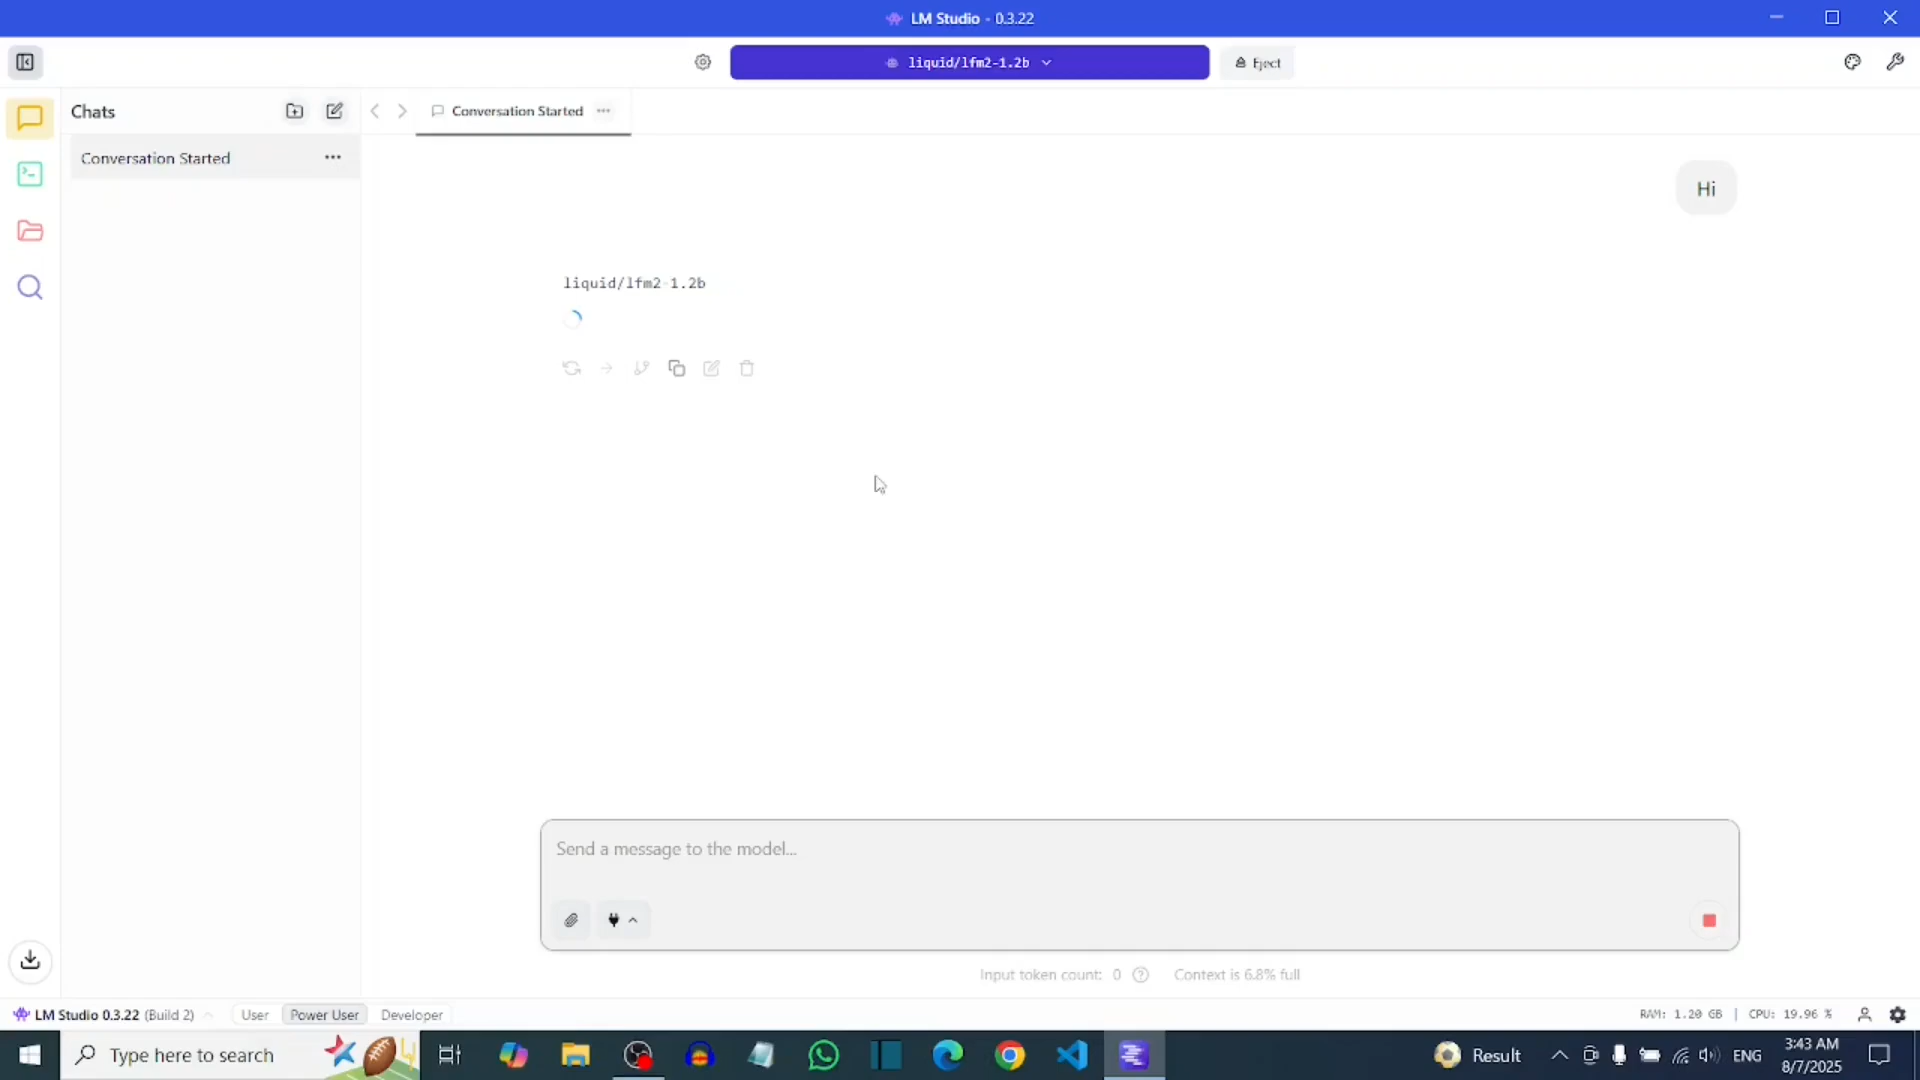 LM Studio - 0.3.22
liquid/lfm2-1.2b
Eject
Chats
Conversation Started
Conversation Started
Hi
liquid/lfm2-1.2b
Send a message to the model...
Input token count: 0
Context is 6.8% full
LM Studio 0.3.22 (Build 2)
User
Power User
Developer
RAM: 1.20 GB | CPU: 19.96 %
Type here to search
Result
ENG
3:43 AM
8/7/2025